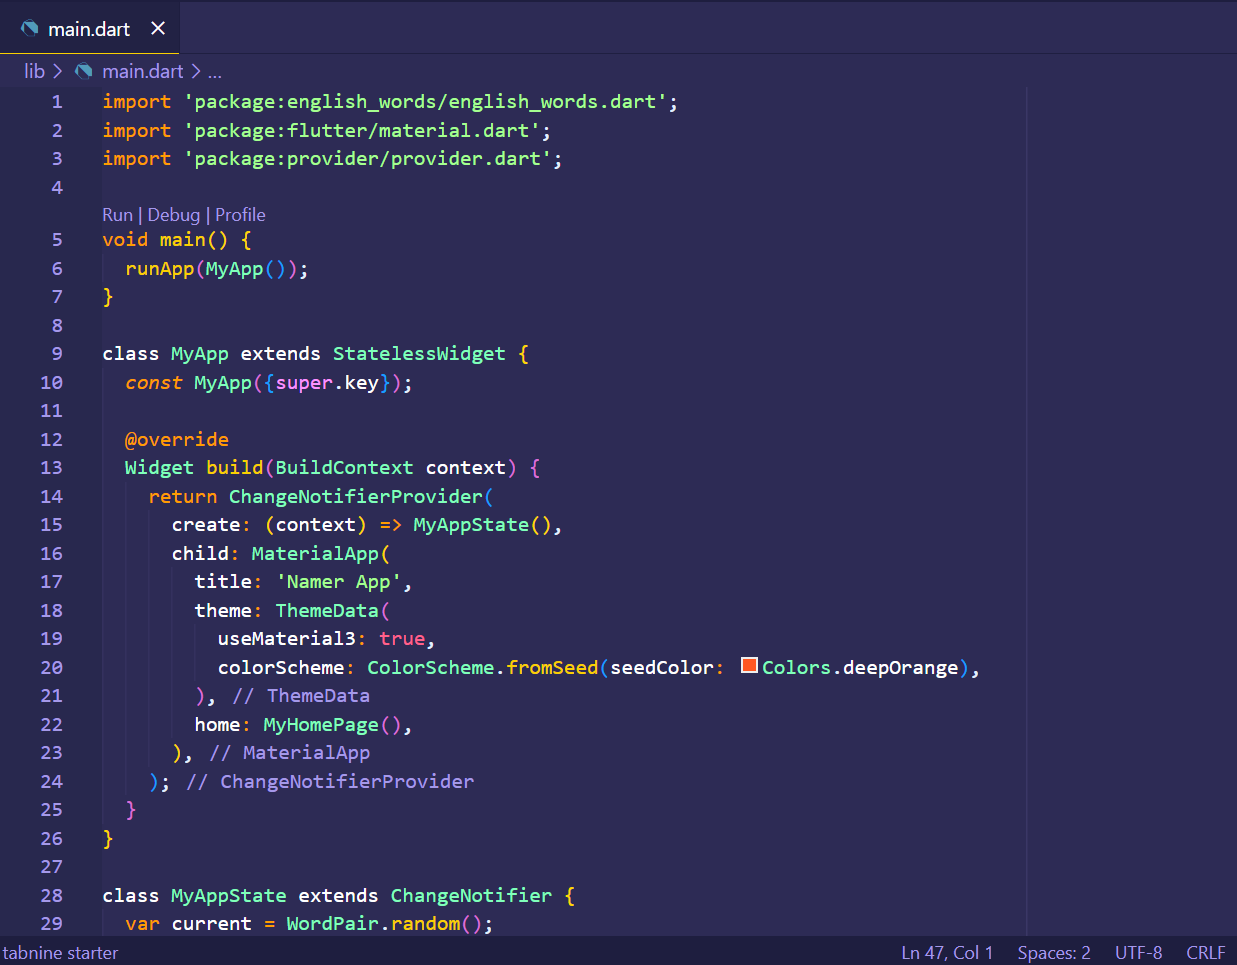 main.dart
lib > main.dart > ...
1 import 'package:english_words/english_words.dart';
2 import 'package:flutter/material.dart';
3 import 'package:provider/provider.dart';
4
Run | Debug | Profile
5 void main() {
6   runApp(MyApp());
7 }
8
9 class MyApp extends StatelessWidget {
10   const MyApp({super.key});
11
12   @override
13   Widget build(BuildContext context) {
14     return ChangeNotifierProvider(
15       create: (context) => MyAppState(),
16       child: MaterialApp(
17         title: 'Namer App',
18         theme: ThemeData(
19           useMaterial3: true,
20           colorScheme: ColorScheme.fromSeed(seedColor: Colors.deepOrange),
21         ), // ThemeData
22         home: MyHomePage(),
23       ), // MaterialApp
24     ); // ChangeNotifierProvider
25   }
26 }
27
28 class MyAppState extends ChangeNotifier {
29   var current = WordPair.random();
tabnine starter Ln 47, Col 1 Spaces: 2 UTF-8 CRLF